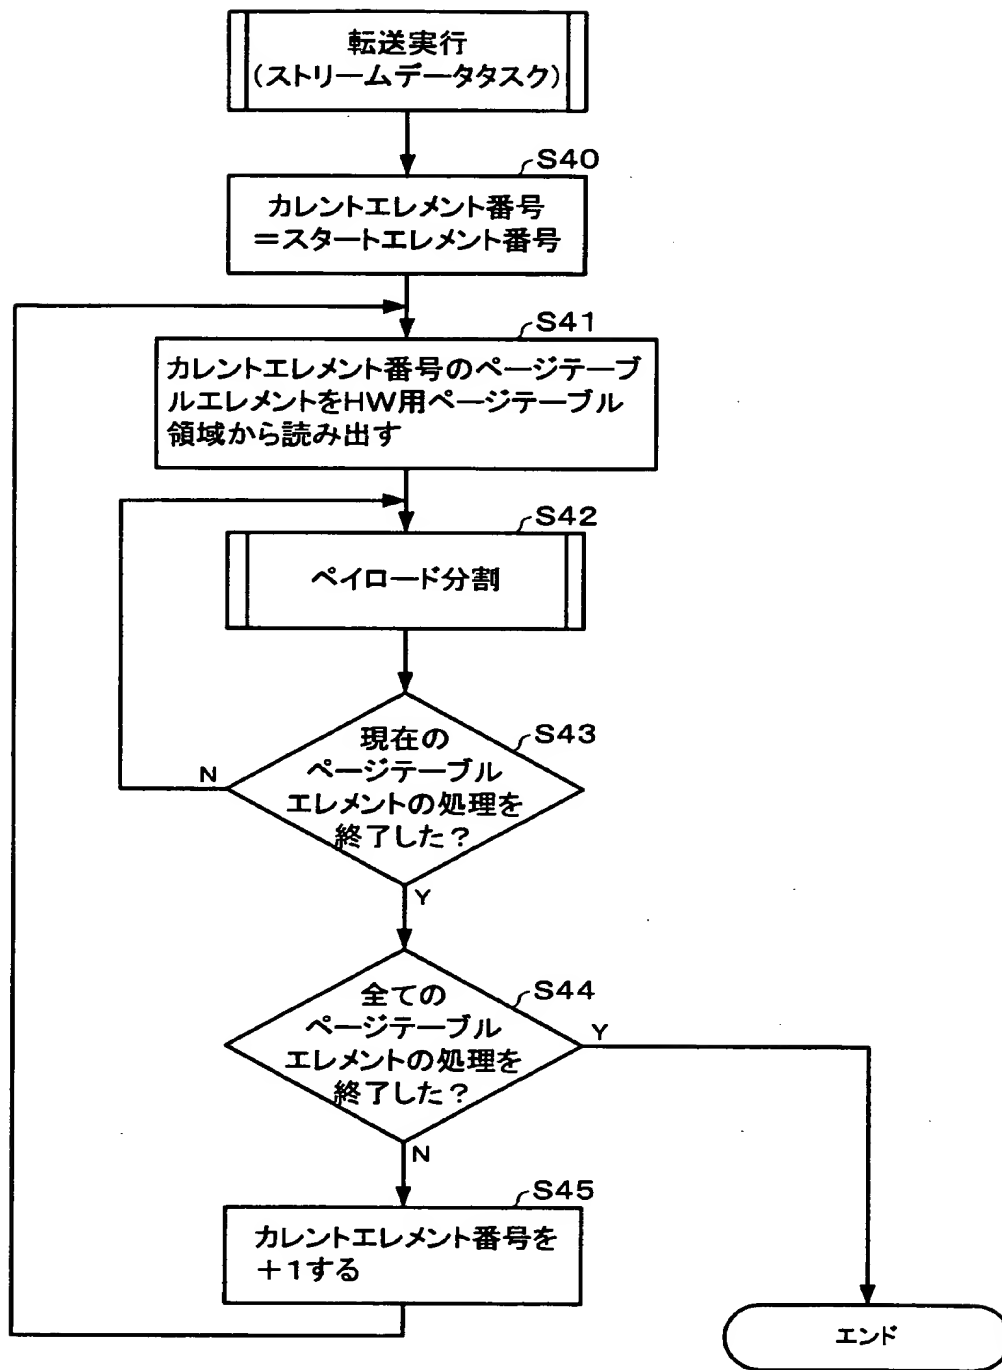 転送実行
(ストリームデータタスク)
S40
カレントエレメント番号
=スタートエレメント番号
S41
カレントエレメント番号のページテーブ
ルエレメントをHW用ページテーブル
領域から読み出す
S42
ペイロード分割
S43
現在の
ページテーブル
エレメントの処理を
終了した?
N
Y
S44
全ての
ページテーブル
エレメントの処理を
終了した?
Y
N
S45
カレントエレメント番号を
+1する
エンド